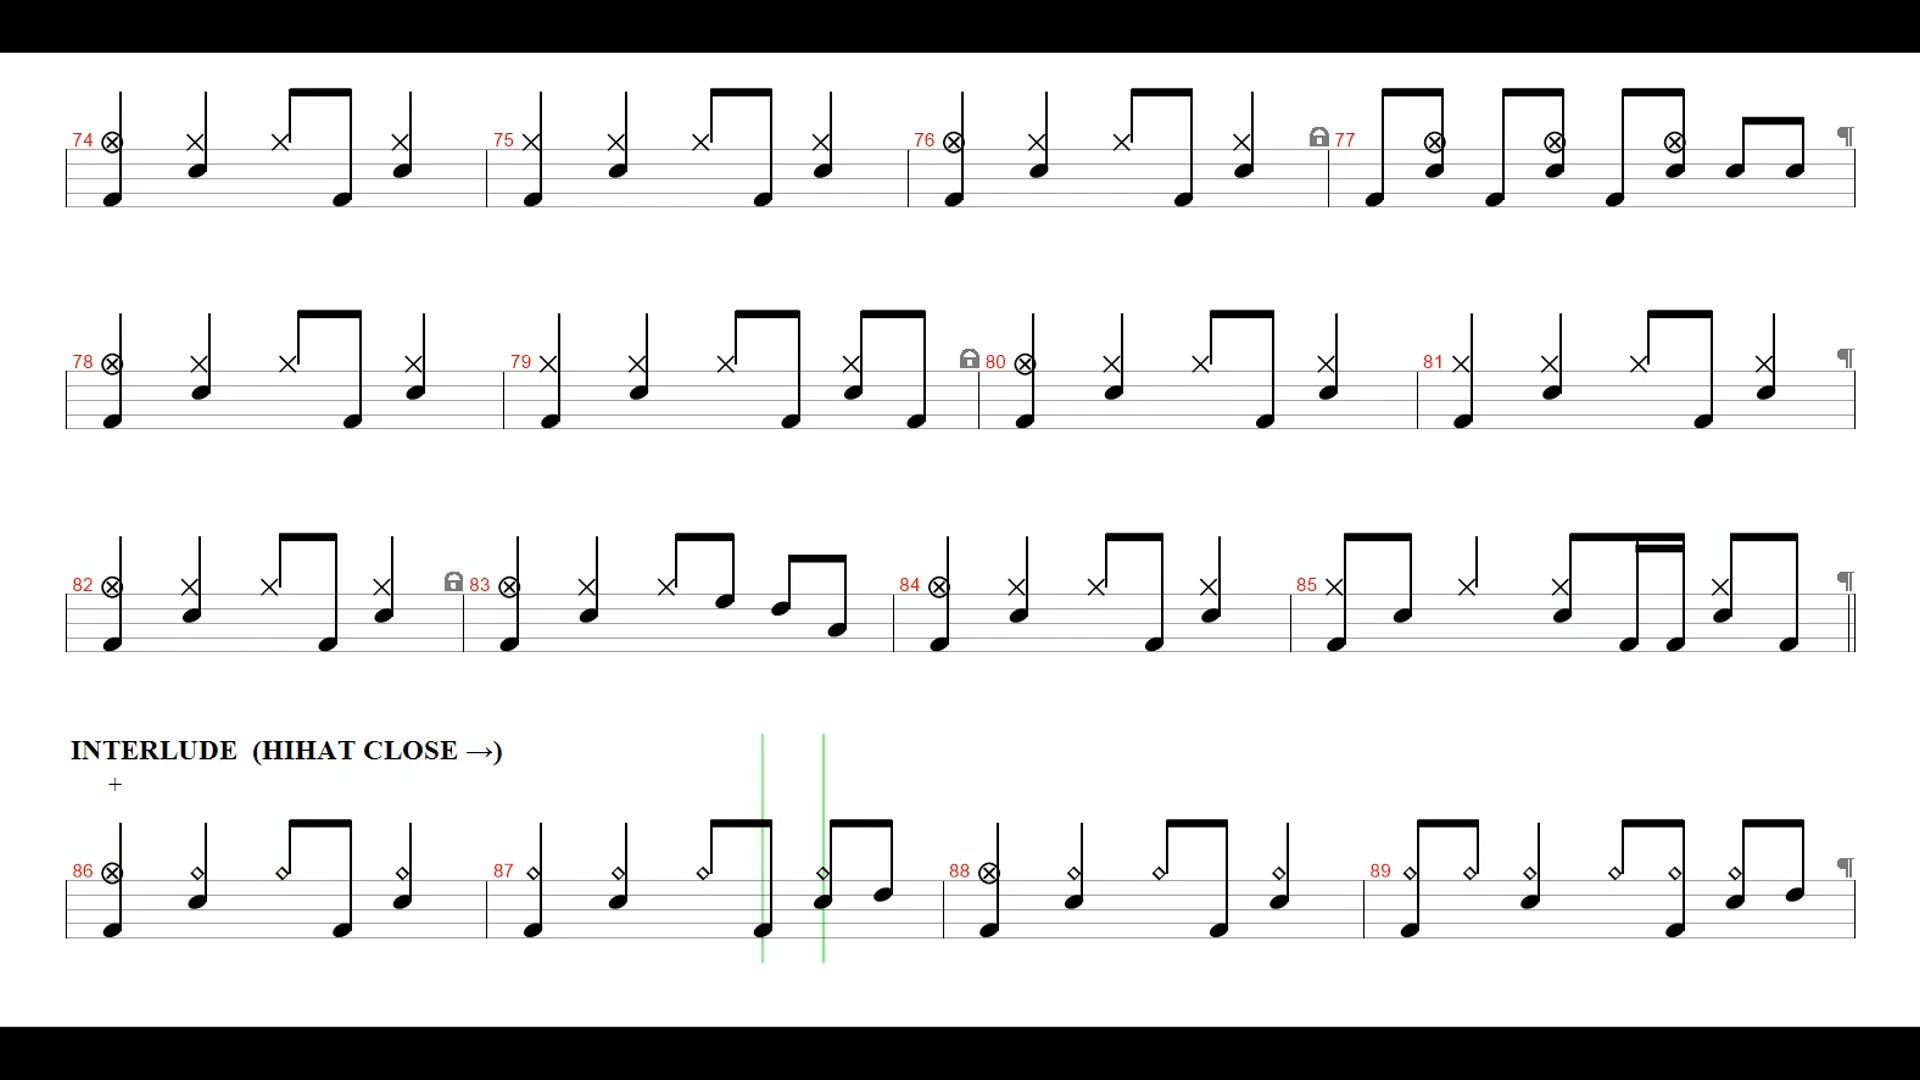 74 75 76 77 ¶
78 79 80 81 ¶
82 83 84 85 ¶
INTERLUDE (HIHAT CLOSE →)
+
86 87 88 89 ¶